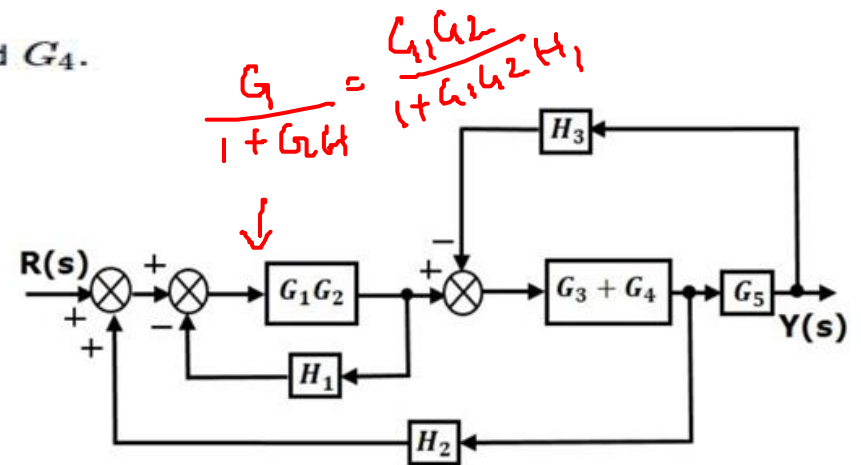 d G₄.
G / 1 + GH = G₁G₂ / 1 + G₁G₂H₁
H₃
R(s) + − + −
G₁G₂ G₃ + G₄ G₅
+ + Y(s)
H₁
H₂